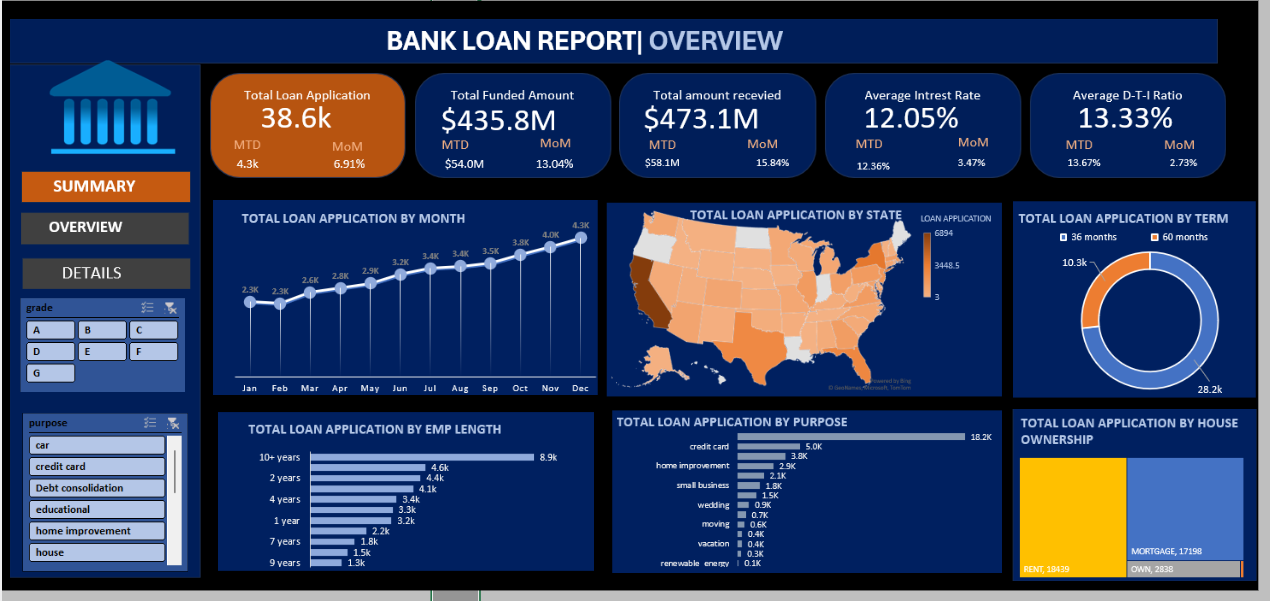 BANK LOAN REPORT| OVERVIEW
Total Loan Application
38.6k
MTD
MoM
4.3k
6.91%
Total Funded Amount
$435.8M
MTD
MoM
$54.0M
13.04%
Total amount recevied
$473.1M
MTD
MoM
$58.1M
15.84%
Average Intrest Rate
12.05%
MTD
MoM
12.36%
3.47%
Average D-T-I Ratio
13.33%
MTD
MoM
13.67%
2.73%
SUMMARY
OVERVIEW
DETAILS
grade
A B C
D E F
G
purpose
car
credit card
Debt consolidation
educational
home improvement
house
TOTAL LOAN APPLICATION BY MONTH
2.3K 2.3K 2.6K 2.8K 2.9K 3.2K 3.4K 3.4K 3.5K 3.8K 4.0K 4.3K
Jan Feb Mar Apr May Jun Jul Aug Sep Oct Nov Dec
TOTAL LOAN APPLICATION BY STATE
LOAN APPLICATION
6894
3448.5
3
Powered by Bing
© GeoNames, Microsoft, TomTom
TOTAL LOAN APPLICATION BY TERM
36 months 60 months
10.3k
28.2k
TOTAL LOAN APPLICATION BY EMP LENGTH
10+ years 8.9k
4.6k
2 years 4.4k
4.1k
4 years 3.4k
3.3k
1 year 3.2k
2.2k
7 years 1.8k
1.5k
9 years 1.3k
TOTAL LOAN APPLICATION BY PURPOSE
18.2K
credit card 5.0K
3.8K
home improvement 2.9K
2.1K
small business 1.8K
1.5K
wedding 0.9K
0.7K
moving 0.6K
0.4K
vacation 0.4K
0.3K
renewable_energy 0.1K
TOTAL LOAN APPLICATION BY HOUSE
OWNERSHIP
RENT, 18439
MORTGAGE, 17198
OWN, 2838